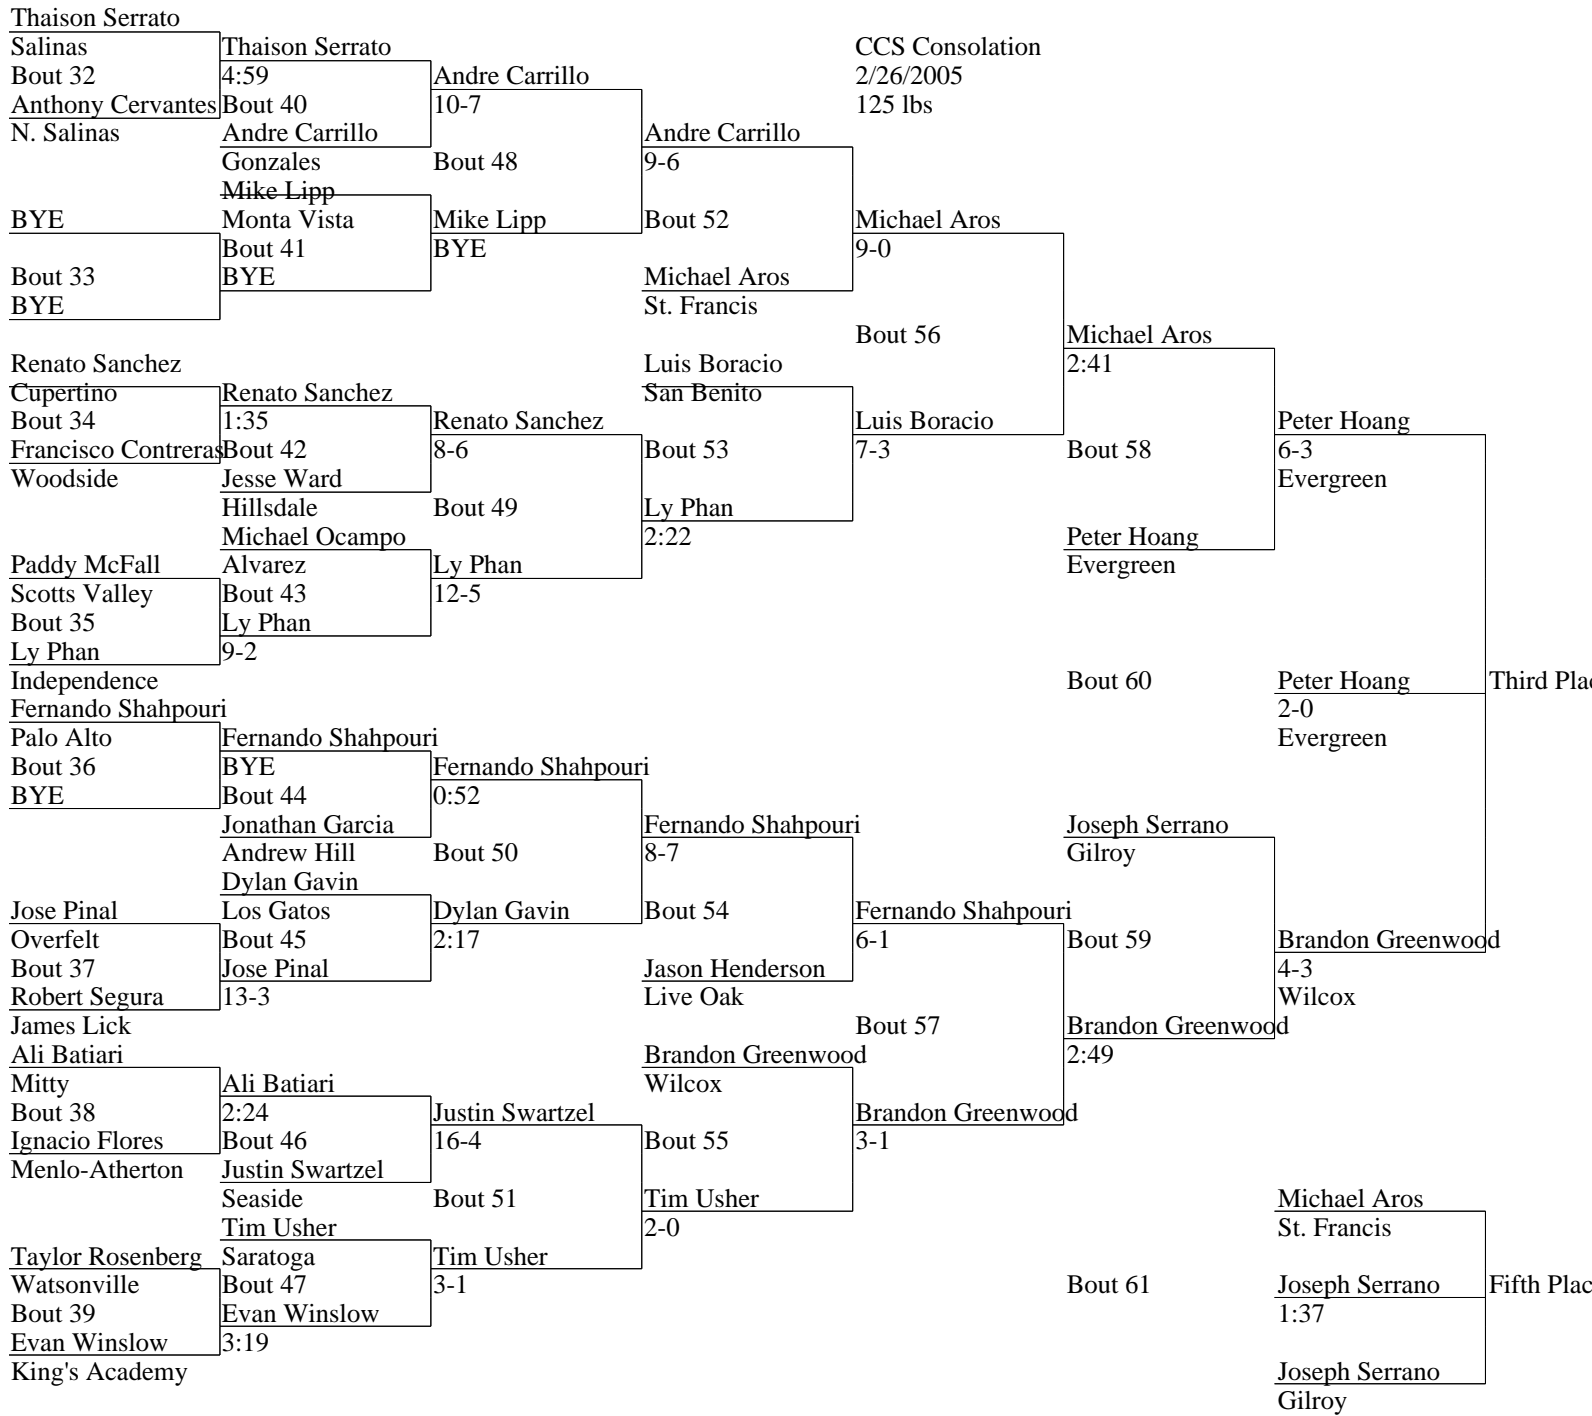 Thaison Serrato
Salinas
Bout 32
Anthony Cervantes
N. Salinas
BYE
Bout 33
BYE
Renato Sanchez
Cupertino
Bout 34
Francisco Contreras
Woodside
Paddy McFall
Scotts Valley
Bout 35
Ly Phan
Independence
Fernando Shahpouri
Palo Alto
Bout 36
BYE
Jose Pinal
Overfelt
Bout 37
Robert Segura
James Lick
Ali Batiari
Mitty
Bout 38
Ignacio Flores
Menlo-Atherton
Taylor Rosenberg
Watsonville
Bout 39
Evan Winslow
King's Academy
Thaison Serrato
4:59
Bout 40
Andre Carrillo
Gonzales
Mike Lipp
Monta Vista
Bout 41
BYE
Renato Sanchez
1:35
Bout 42
Jesse Ward
Hillsdale
Michael Ocampo
Alvarez
Bout 43
Ly Phan
9-2
Fernando Shahpouri
BYE
Bout 44
Jonathan Garcia
Andrew Hill
Dylan Gavin
Los Gatos
Bout 45
Jose Pinal
13-3
Ali Batiari
2:24
Bout 46
Justin Swartzel
Seaside
Tim Usher
Saratoga
Bout 47
Evan Winslow
3:19
Andre Carrillo
10-7
Bout 48
Mike Lipp
BYE
Renato Sanchez
8-6
Bout 49
Ly Phan
12-5
Fernando Shahpouri
0:52
Bout 50
Dylan Gavin
2:17
Justin Swartzel
16-4
Bout 51
Tim Usher
3-1
Andre Carrillo
9-6
Bout 52
Michael Aros
St. Francis
Luis Boracio
San Benito
Bout 53
Ly Phan
2:22
Fernando Shahpouri
8-7
Bout 54
Jason Henderson
Live Oak
Brandon Greenwood
Wilcox
Bout 55
Tim Usher
2-0
CCS Consolation
2/26/2005
125 lbs
Michael Aros
9-0
Bout 56
Luis Boracio
7-3
Fernando Shahpouri
6-1
Bout 57
Brandon Greenwood
3-1
Michael Aros
2:41
Bout 58
Peter Hoang
Evergreen
Bout 60
Joseph Serrano
Gilroy
Bout 59
Brandon Greenwood
2:49
Bout 61
Peter Hoang
6-3
Evergreen
Peter Hoang
2-0
Evergreen
Brandon Greenwood
4-3
Wilcox
Michael Aros
St. Francis
Joseph Serrano
1:37
Joseph Serrano
Gilroy
Third Plac
Fifth Plac